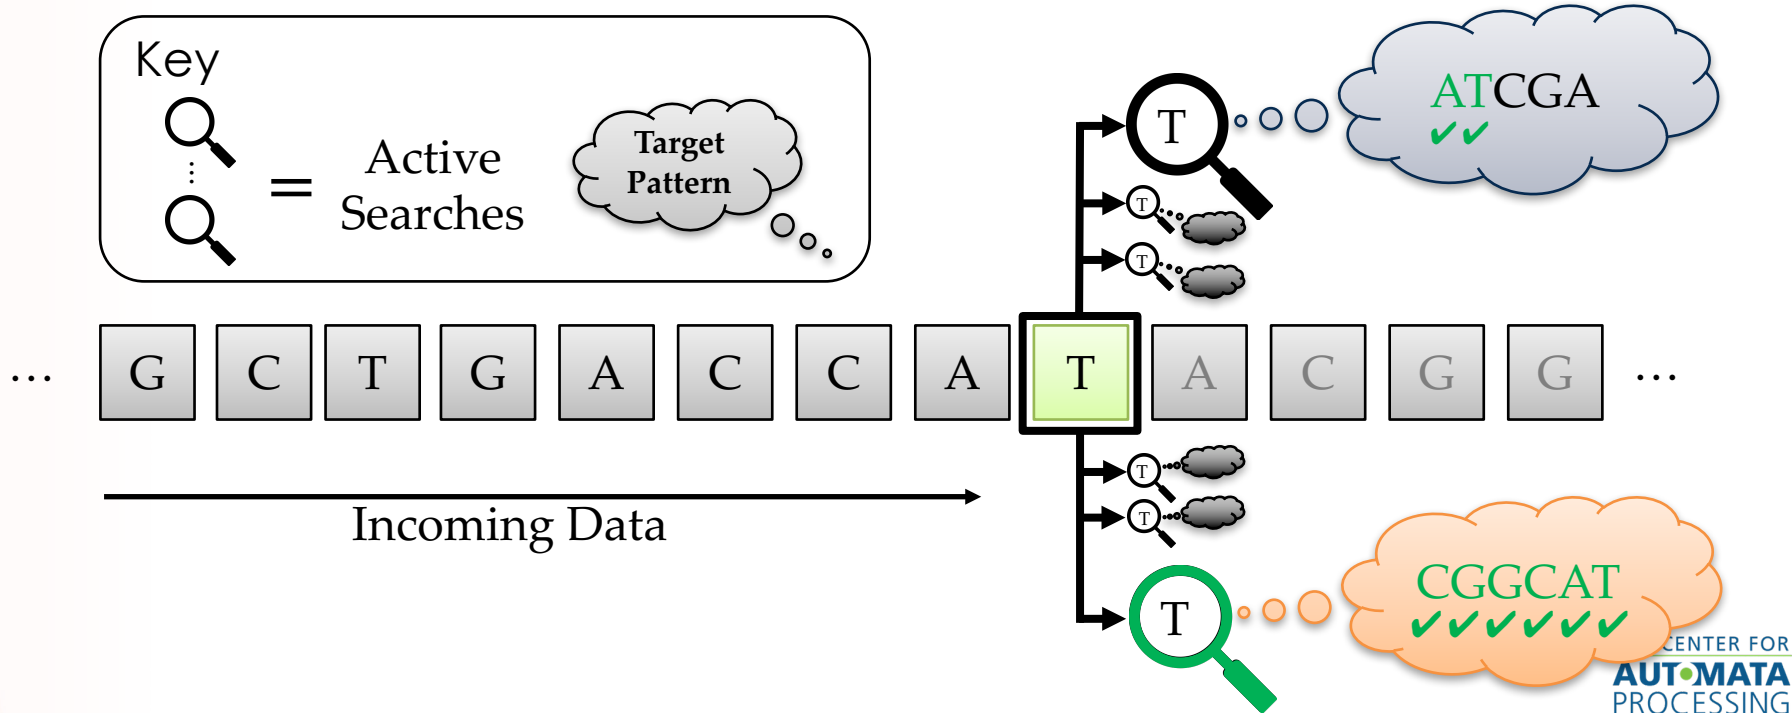 Key
Active
Searches
=
Target
Pattern
T
ATCGA
✔✔
T
T
... G C T G A C C A T A C G G ...
T
T
Incoming Data
T
CGGCAT
✔✔✔✔✔✔
CENTER FOR
AUTOMATA
PROCESSING